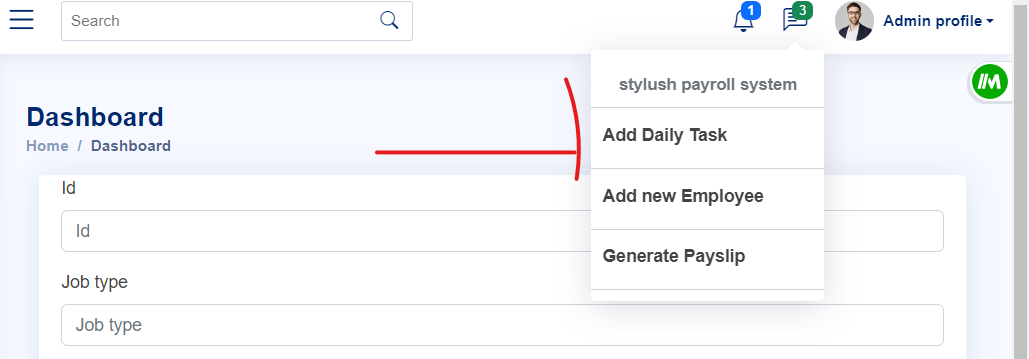 Search
1
3
Admin profile
M
stylush payroll system
Add Daily Task
Add new Employee
Generate Payslip
Dashboard
Home / Dashboard
Id
Id
Job type
Job type